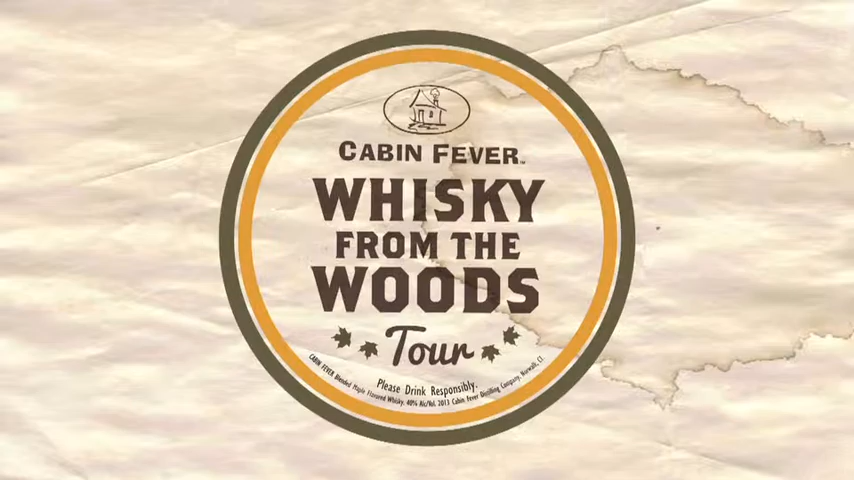 CABIN FEVER™
WHISKY
FROM THE
WOODS
Tour
Please Drink Responsibly.
CABIN FEVER Blended Maple Flavored Whisky. 40% Alc/Vol. 2013 Cabin Fever Distilling Company, Norwalk, CT.